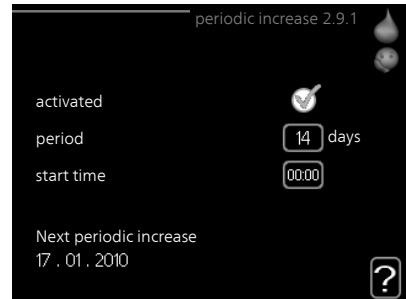 periodic increase 2.9.1
activated
period 14 days
start time 00:00
Next periodic increase
17 . 01 . 2010
?